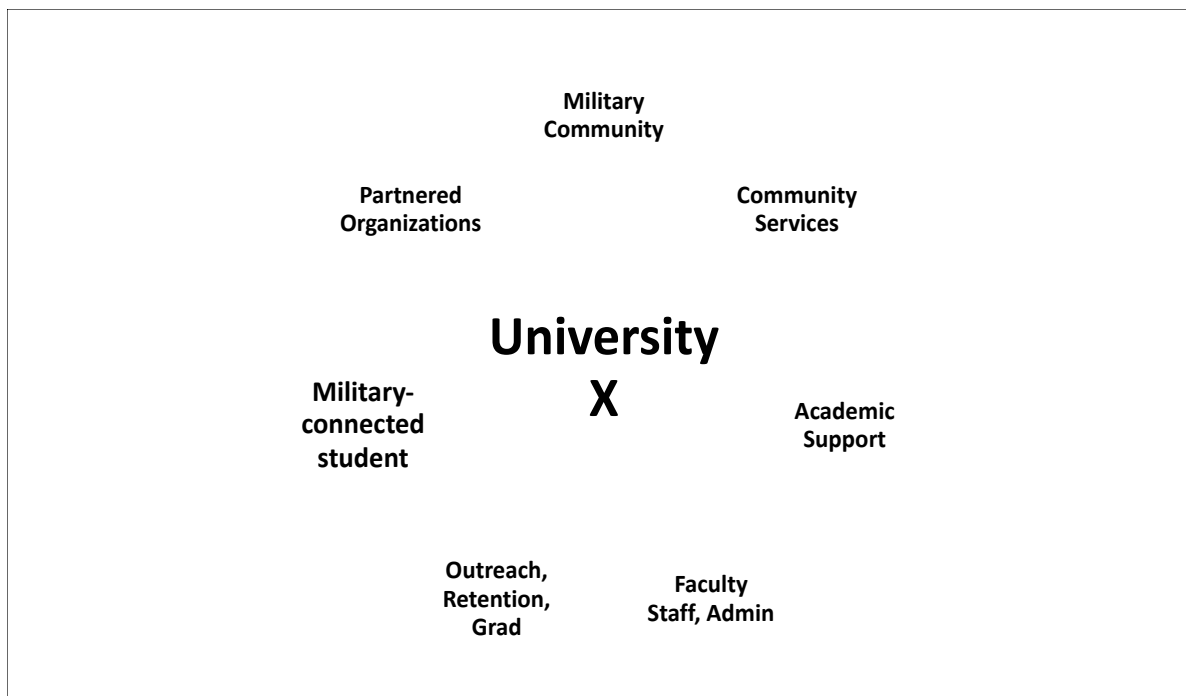 Military
Community
Partnered
Organizations
Community
Services
University
X
Military-
connected
student
Academic
Support
Outreach,
Retention,
Grad
Faculty
Staff, Admin